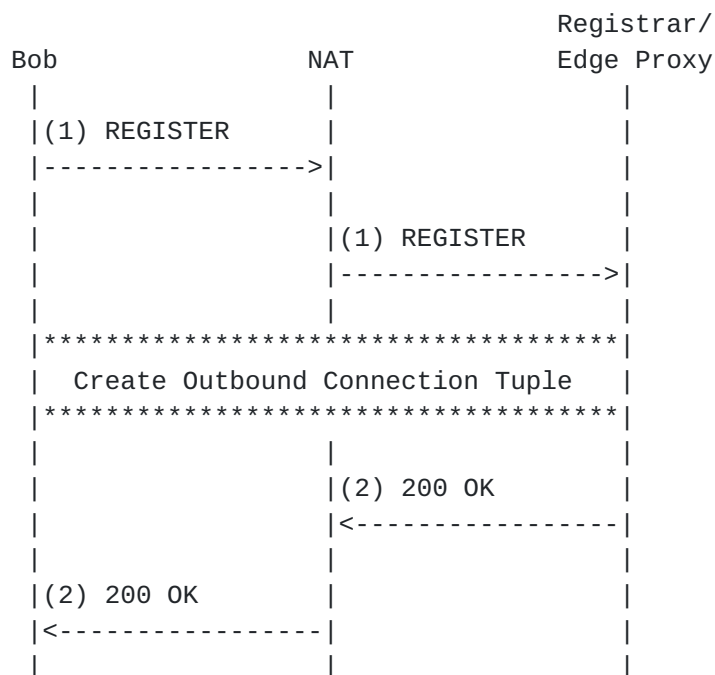 Registrar/
Bob NAT Edge Proxy
(1) REGISTER
(1) REGISTER
Create Outbound Connection Tuple
(2) 200 OK
(2) 200 OK